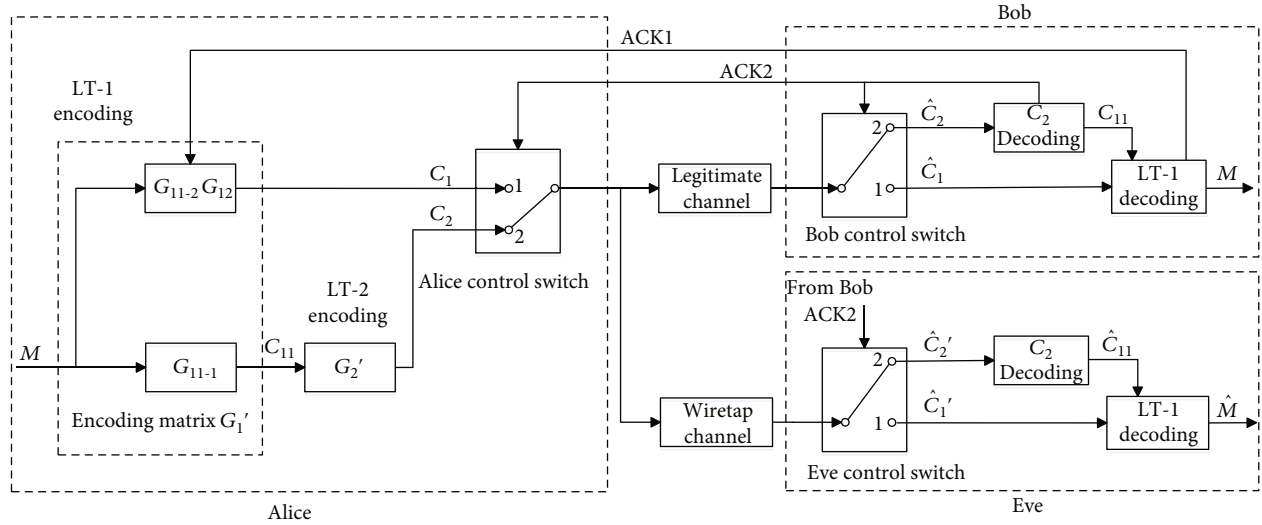 Bob
ACK1
ACK2
LT-1
encoding
G₁₁₋₂ G₁₂
C₁
C₂
1
2
Alice control switch
LT-2
encoding
M
G₁₁₋₁
C₁₁
G₂′
Encoding matrix G₁′
Alice
Legitimate
channel
Wiretap
channel
2
1
Ĉ₂
Ĉ₁
C₂
Decoding
C₁₁
LT-1
decoding
M
Bob control switch
From Bob
ACK2
2
1
Ĉ₂′
Ĉ₁′
C₂
Decoding
Ĉ₁₁
LT-1
decoding
M̂
Eve control switch
Eve